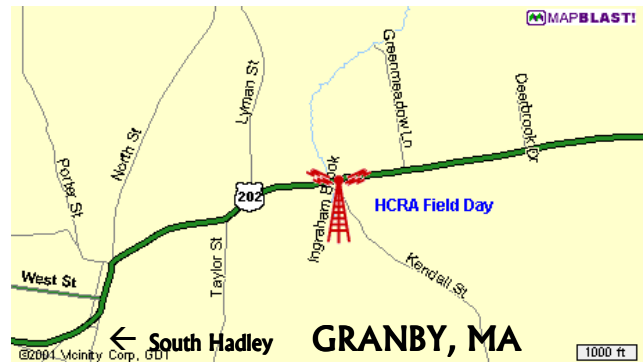 MAPBLAST!
Greenmeadow Ln
Deerbrook Dr
Lyman St
North St
Porter St
202
Ingraham Brook
HCRA Field Day
Taylor St
Kendall St
West St
← South Hadley
GRANBY, MA
©2001 Vicinity Corp, GDT
1000 ft